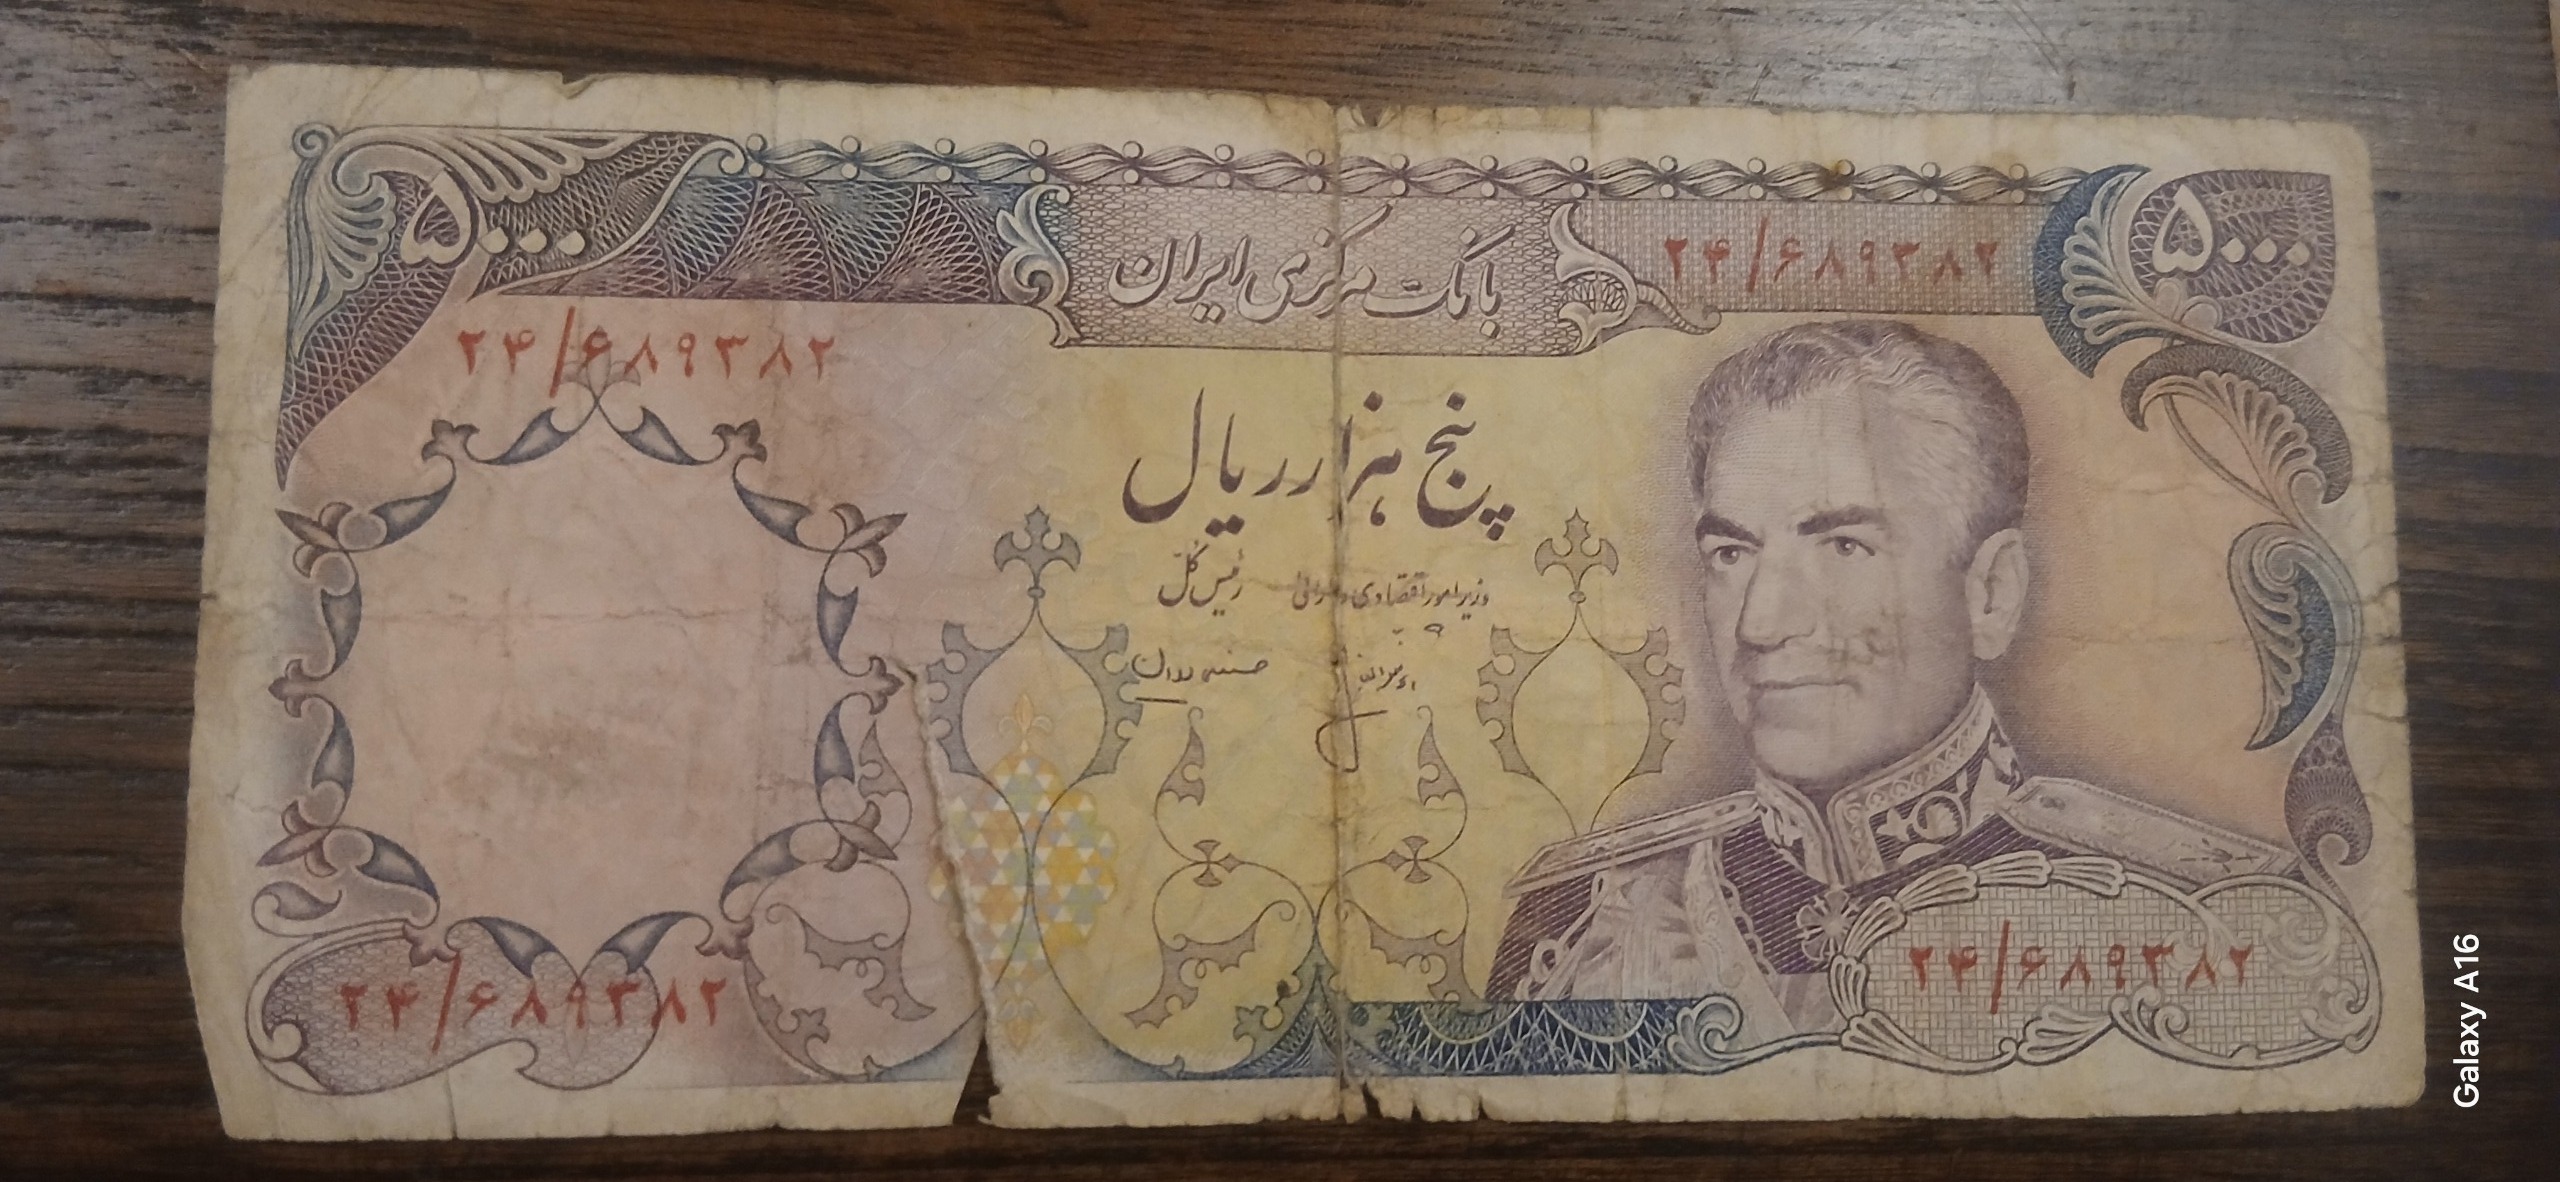 ۵۰۰۰
بانک مرکزی ایران
۲۴/۶۸۹۳۸۲
۵۰۰۰
۲۴/۶۸۹۳۸۲
پنج هزار ریال
وزیر امور اقتصادی و دارائی
رئیس کل
۲۴/۶۸۹۳۸۲
۲۴/۶۸۹۳۸۲
Galaxy A16